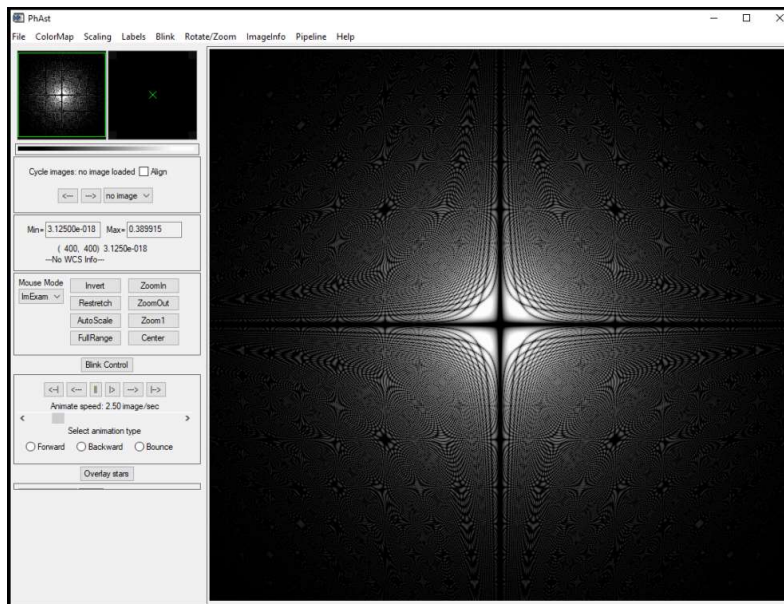 PhAst
File ColorMap Scaling Labels Blink Rotate/Zoom ImageInfo Pipeline Help
Cycle images: no image loaded Align
<--- ---> no image
Min= 3.12500e-018 Max= 0.389915
( 400, 400) 3.1250e-018
---No WCS Info---
Mouse Mode
ImExam
Invert ZoomIn
Restretch ZoomOut
AutoScale Zoom1
FullRange Center
Blink Control
<-| <--- || |> ---> |->
Animate speed: 2.50 image/sec
< >
Select animation type
Forward Backward Bounce
Overlay stars